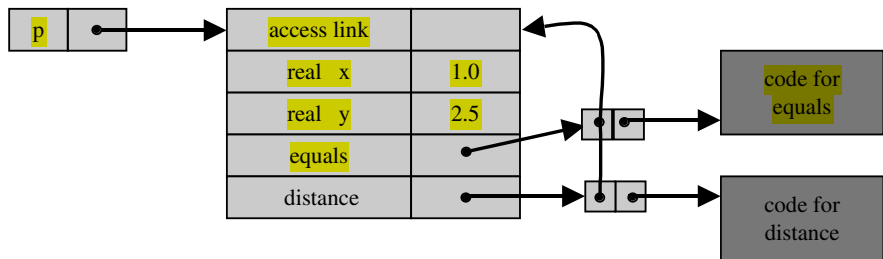 p
access link
real x 1.0
real y 2.5
equals
distance
code for
equals
code for
distance